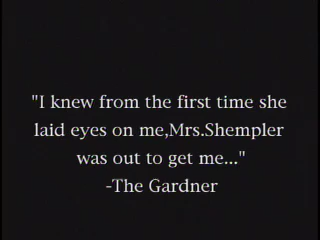 "I knew from the first time she
laid eyes on me,Mrs.Shempler
was out to get me..."
-The Gardner